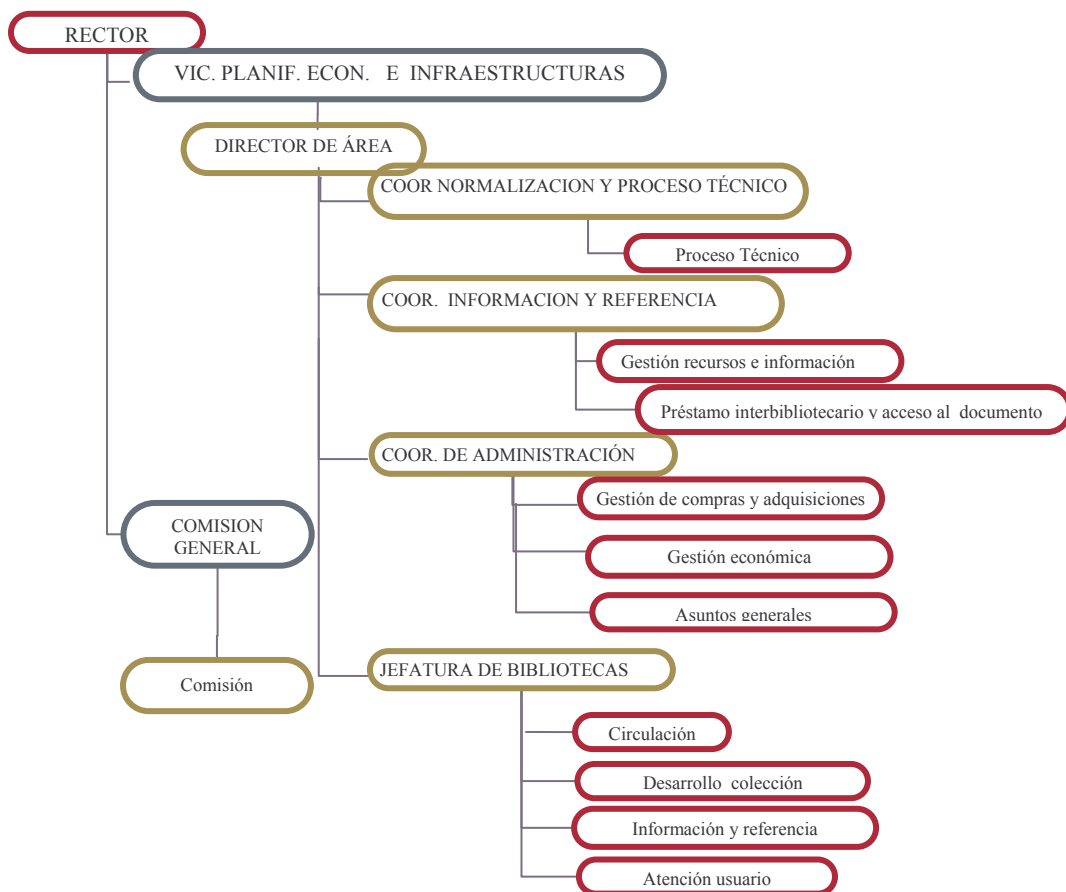 RECTOR
VIC. PLANIF. ECON. E INFRAESTRUCTURAS
DIRECTOR DE ÁREA
COOR NORMALIZACION Y PROCESO TÉCNICO
Proceso Técnico
COOR. INFORMACION Y REFERENCIA
Gestión recursos e información
Préstamo interbibliotecario y acceso al documento
COOR. DE ADMINISTRACIÓN
Gestión de compras y adquisiciones
COMISION
GENERAL
Gestión económica
Asuntos generales
JEFATURA DE BIBLIOTECAS
Comisión
Circulación
Desarrollo colección
Información y referencia
Atención usuario